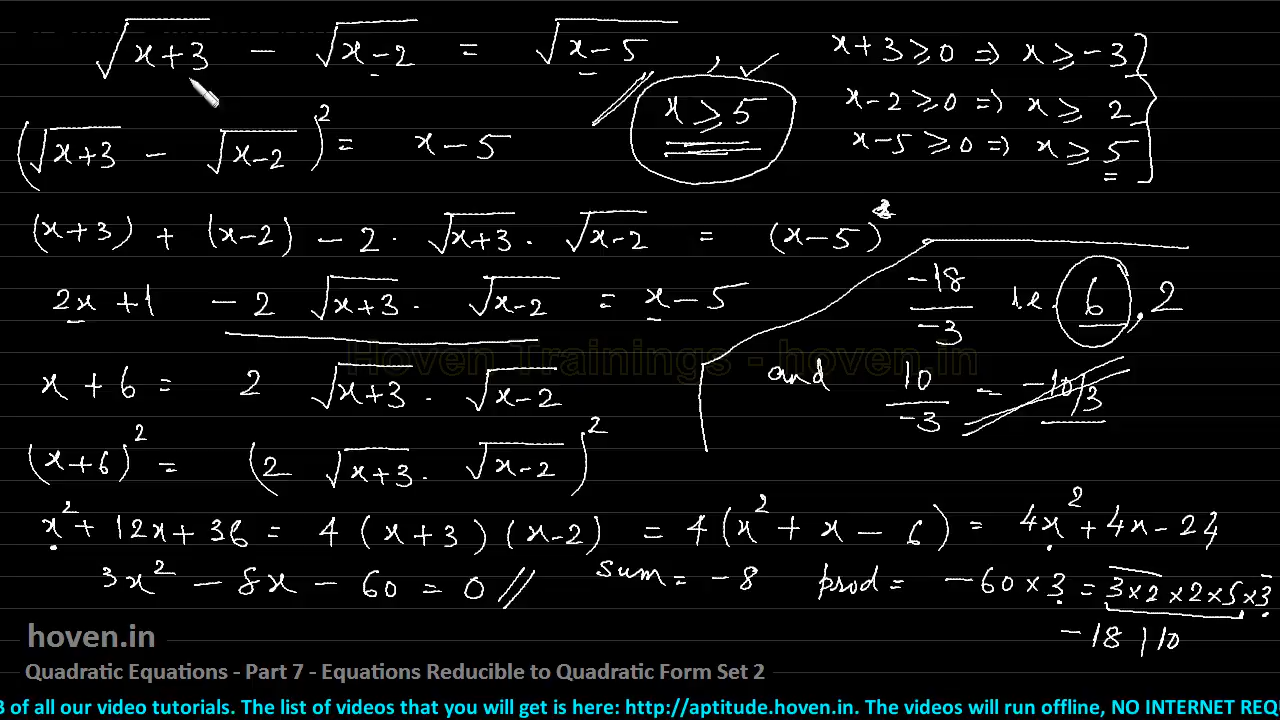 √(x+3) − √(x−2) = √(x−5) , ✓
x+3 ≥ 0 ⇒ x ≥ −3
x−2 ≥ 0 ⇒ x ≥ 2
x ≥ 5
x−5 ≥ 0 ⇒ x ≥ 5
(√(x+3) − √(x−2))² = x−5
(x+3) + (x−2) − 2 · √(x+3) · √(x−2) = (x−5)
2x + 1 − 2 √(x+3) · √(x−2) = x−5
−18/−3 i.e. 6 , 2
Hoven Trainings - hoven.in
x + 6 = 2 √(x+3) · √(x−2)
and 10/−3 = −10/3
(x+6)² = (2 √(x+3) · √(x−2))²
x² + 12x + 36 = 4 (x+3) (x−2) = 4(x² + x − 6) = 4x² + 4x − 24
3x² − 8x − 60 = 0 // sum = −8 prod = −60 × 3 = 3×2×2×5×3
−18 | 10
hoven.in
Quadratic Equations - Part 7 - Equations Reducible to Quadratic Form Set 2
3 of all our video tutorials. The list of videos that you will get is here: http://aptitude.hoven.in. The videos will run offline, NO INTERNET REQ